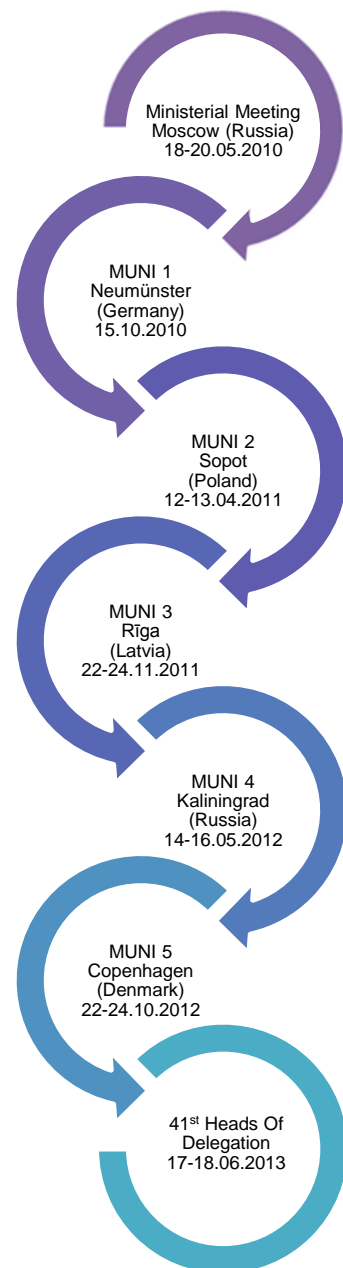 Ministerial Meeting
Moscow (Russia)
18-20.05.2010
MUNI 1
Neumünster
(Germany)
15.10.2010
MUNI 2
Sopot
(Poland)
12-13.04.2011
MUNI 3
Rīga
(Latvia)
22-24.11.2011
MUNI 4
Kaliningrad
(Russia)
14-16.05.2012
MUNI 5
Copenhagen
(Denmark)
22-24.10.2012
41st Heads Of
Delegation
17-18.06.2013